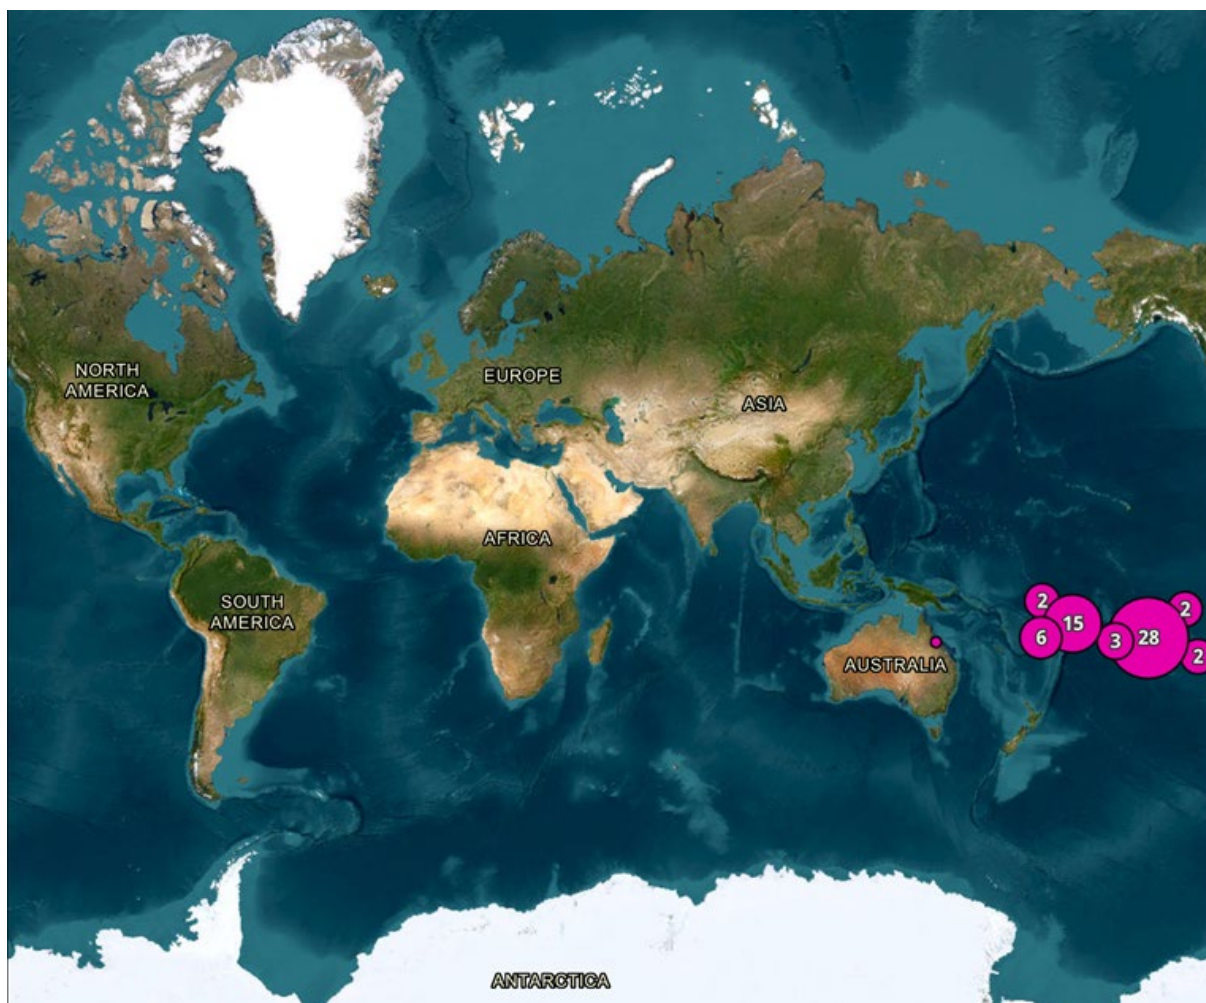 NORTH
AMERICA
EUROPE
ASIA
AFRICA
SOUTH
AMERICA
AUSTRALIA
2
15
6
3
28
2
2
ANTARCTICA